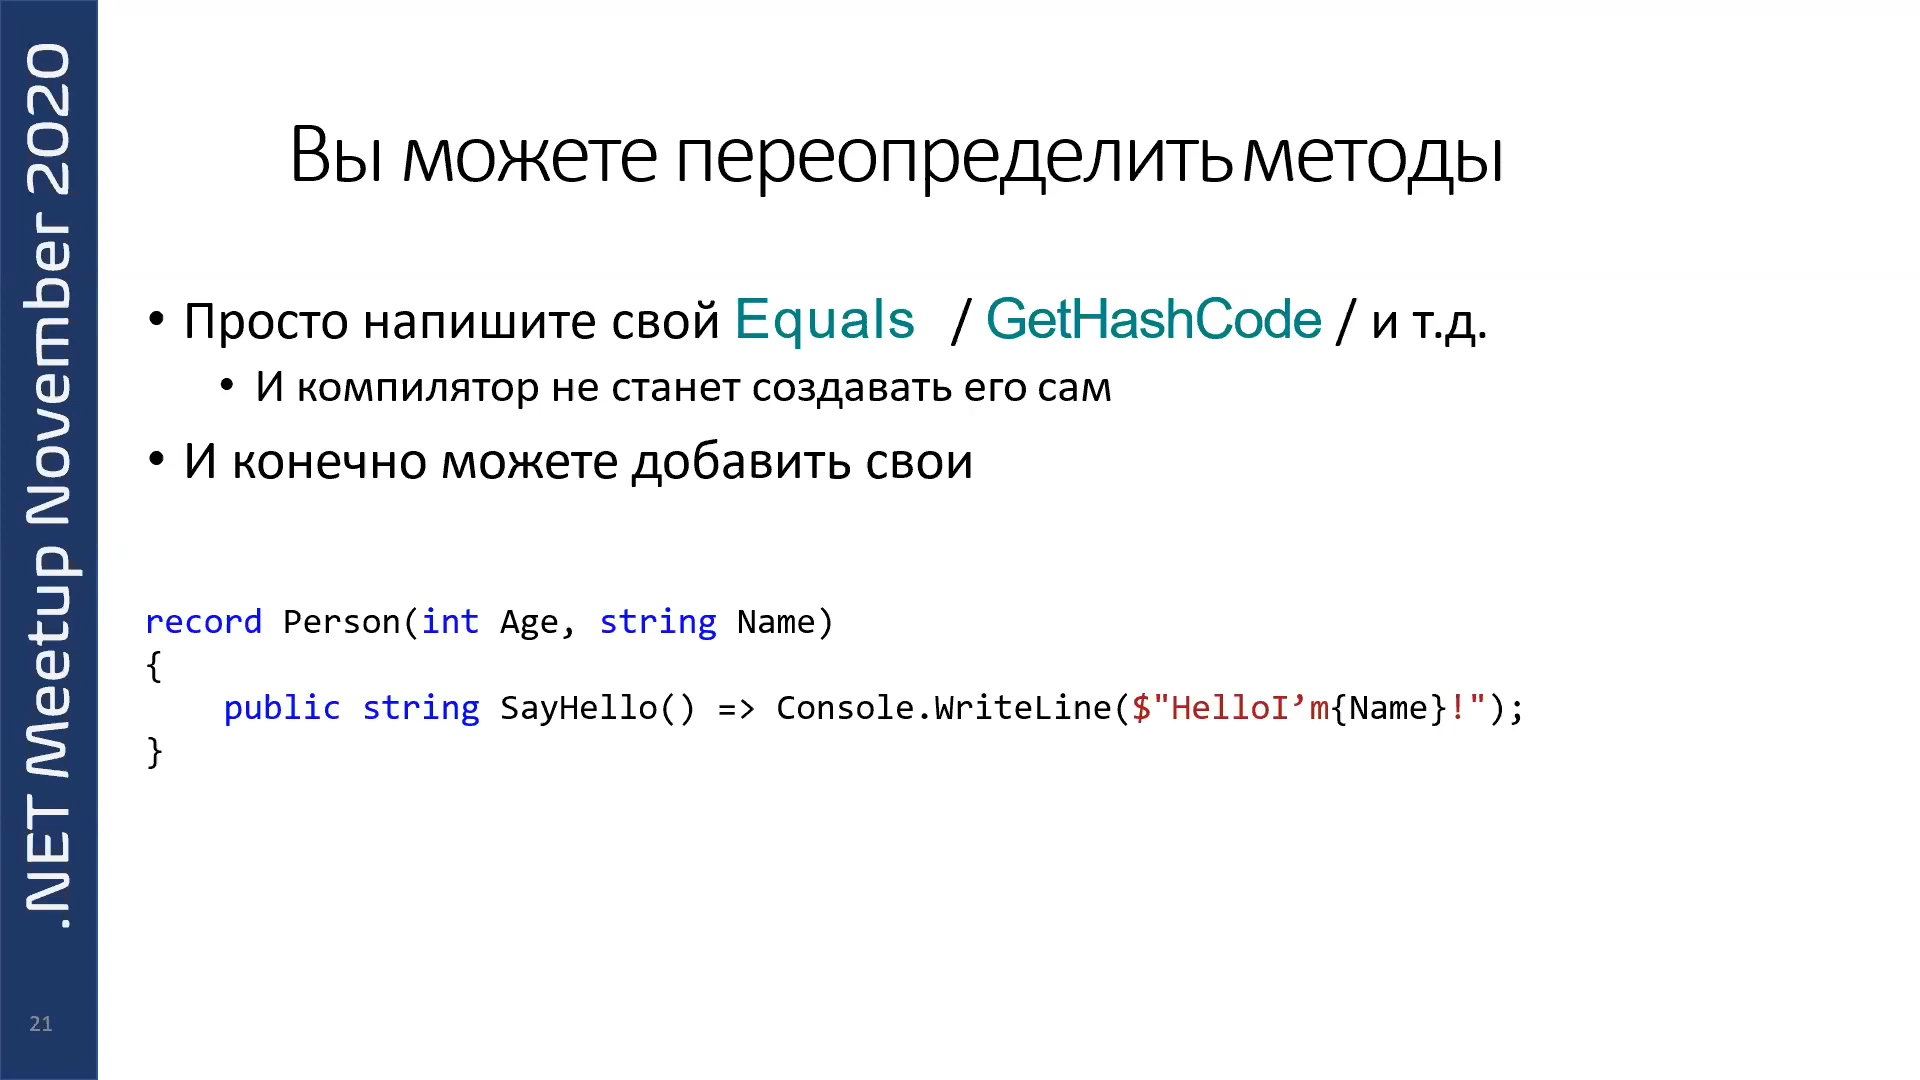 .NET Meetup November 2020
Вы можете переопределить методы
• Просто напишите свой Equals / GetHashCode / и т.д.
• И компилятор не станет создавать его сам
• И конечно можете добавить свои
record Person(int Age, string Name)
{
    public string SayHello() => Console.WriteLine($"HelloI’m{Name}!");
}
21